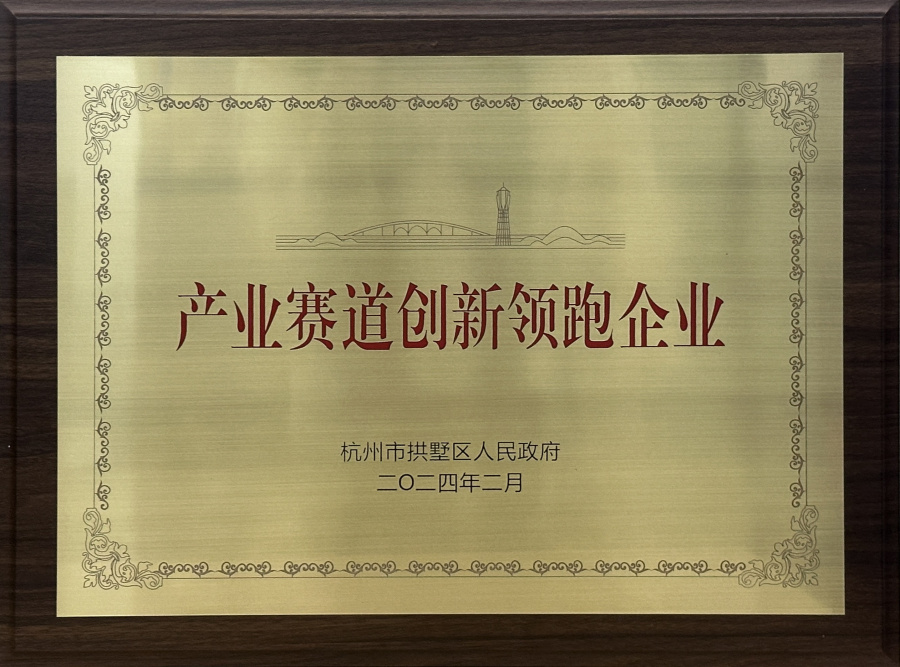 产业赛道创新领跑企业
杭州市拱墅区人民政府
二〇二四年二月